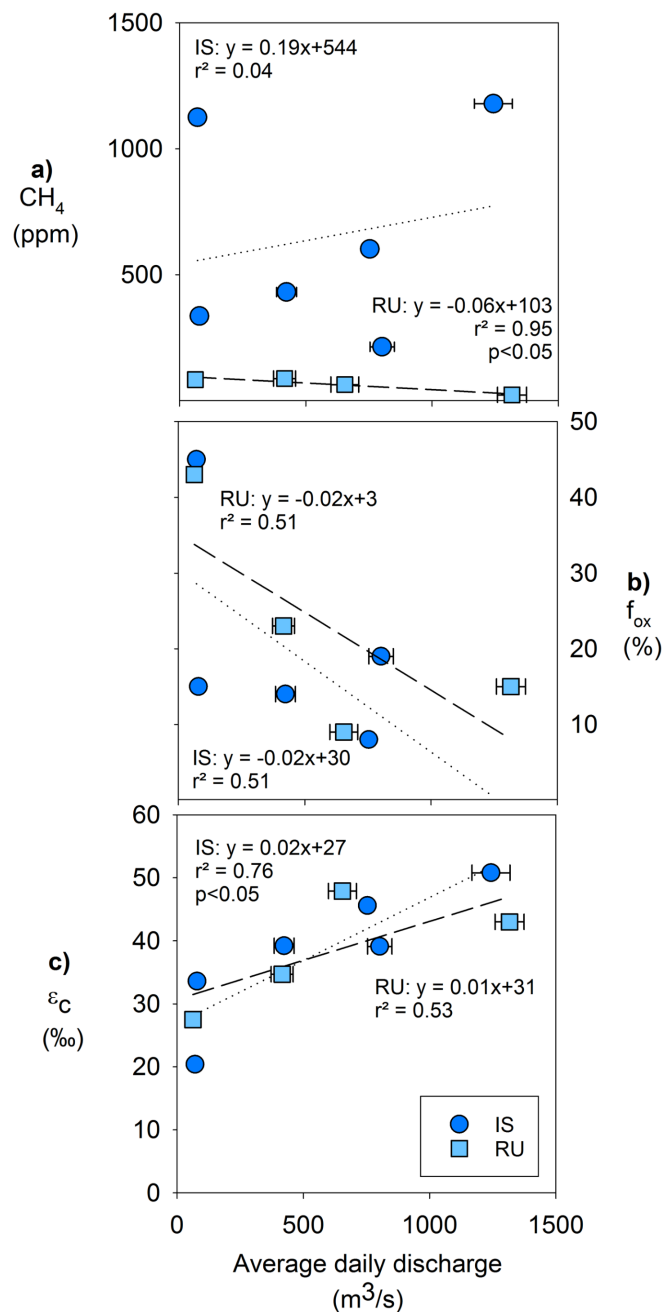 1500
1000
500
a)
CH4
(ppm)
IS: y = 0.19x+544
r² = 0.04
RU: y = -0.06x+103
r² = 0.95
p<0.05
50
40
30
20
10
b)
fox
(%)
RU: y = -0.02x+3
r² = 0.51
IS: y = -0.02x+30
r² = 0.51
60
50
40
30
20
10
0
c)
εC
(‰)
IS: y = 0.02x+27
r² = 0.76
p<0.05
RU: y = 0.01x+31
r² = 0.53
IS
RU
0 500 1000 1500
Average daily discharge
(m³/s)